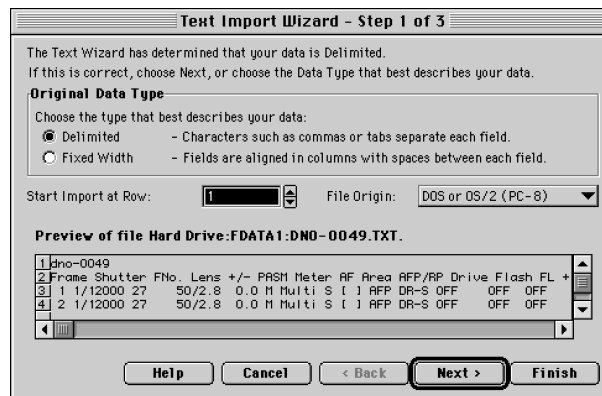 Text Import Wizard - Step 1 of 3
The Text Wizard has determined that your data is Delimited.
If this is correct, choose Next, or choose the Data Type that best describes your data.
Original Data Type
Choose the type that best describes your data:
Delimited - Characters such as commas or tabs separate each field.
Fixed Width - Fields are aligned in columns with spaces between each field.
Start Import at Row: 1 File Origin: DOS or OS/2 (PC-8)
Preview of file Hard Drive:FDATA1:DNO-0049.TXT.
1 dno-0049
2 Frame Shutter FNo. Lens +/- PASM Meter AF Area AFP/RP Drive Flash FL +
3 1 1/12000 27 50/2.8 0.0 M Multi S [ ] AFP DR-S OFF OFF OFF
4 2 1/12000 27 50/2.8 0.0 M Multi S [ ] AFP DR-S OFF OFF OFF
Help Cancel < Back Next > Finish